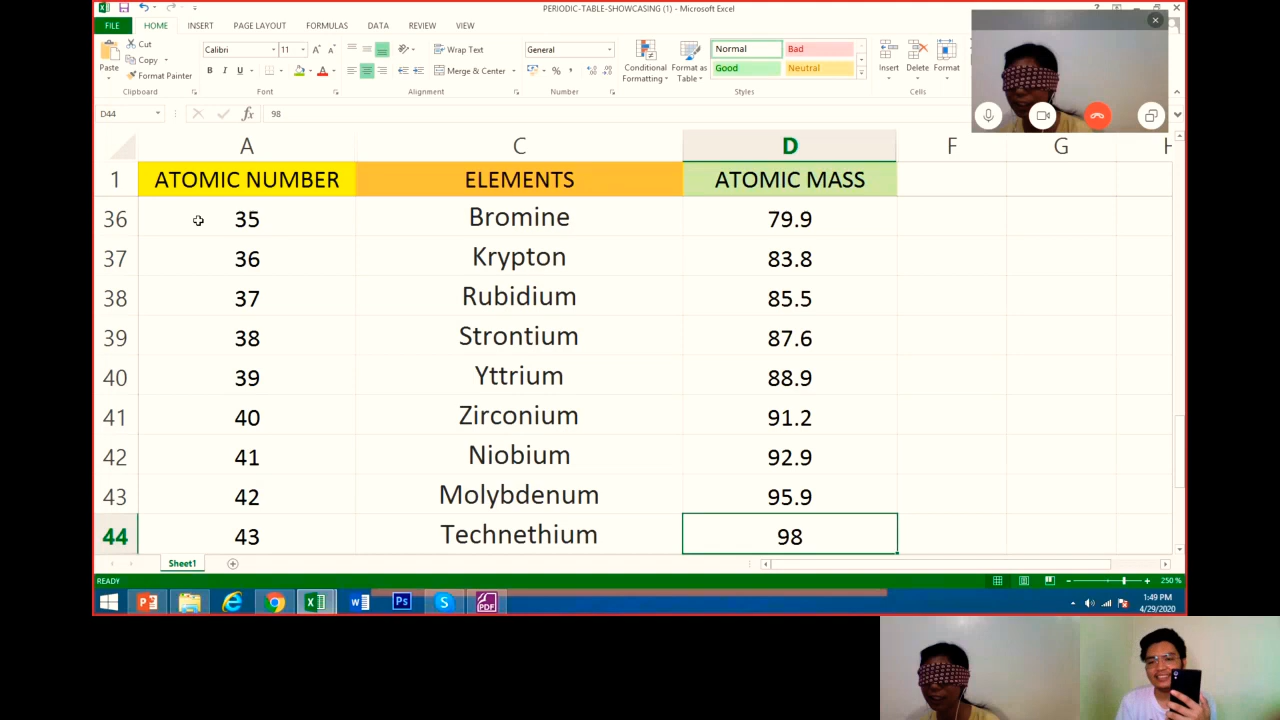 PERIODIC-TABLE-SHOWCASING (1) - Microsoft Excel
FILE HOME INSERT PAGE LAYOUT FORMULAS DATA REVIEW VIEW
Paste Cut Copy Format Painter Clipboard
Calibri 11 B I U A Font
Wrap Text Merge & Center Alignment
General % Number
Conditional Formatting Format as Table Normal Bad Good Neutral Styles
Insert Delete Format Cells
D44 fx 98
A C D F G H
1 ATOMIC NUMBER ELEMENTS ATOMIC MASS
36 35 Bromine 79.9
37 36 Krypton 83.8
38 37 Rubidium 85.5
39 38 Strontium 87.6
40 39 Yttrium 88.9
41 40 Zirconium 91.2
42 41 Niobium 92.9
43 42 Molybdenum 95.9
44 43 Technethium 98
Sheet1
READY 250 %
1:49 PM
4/29/2020